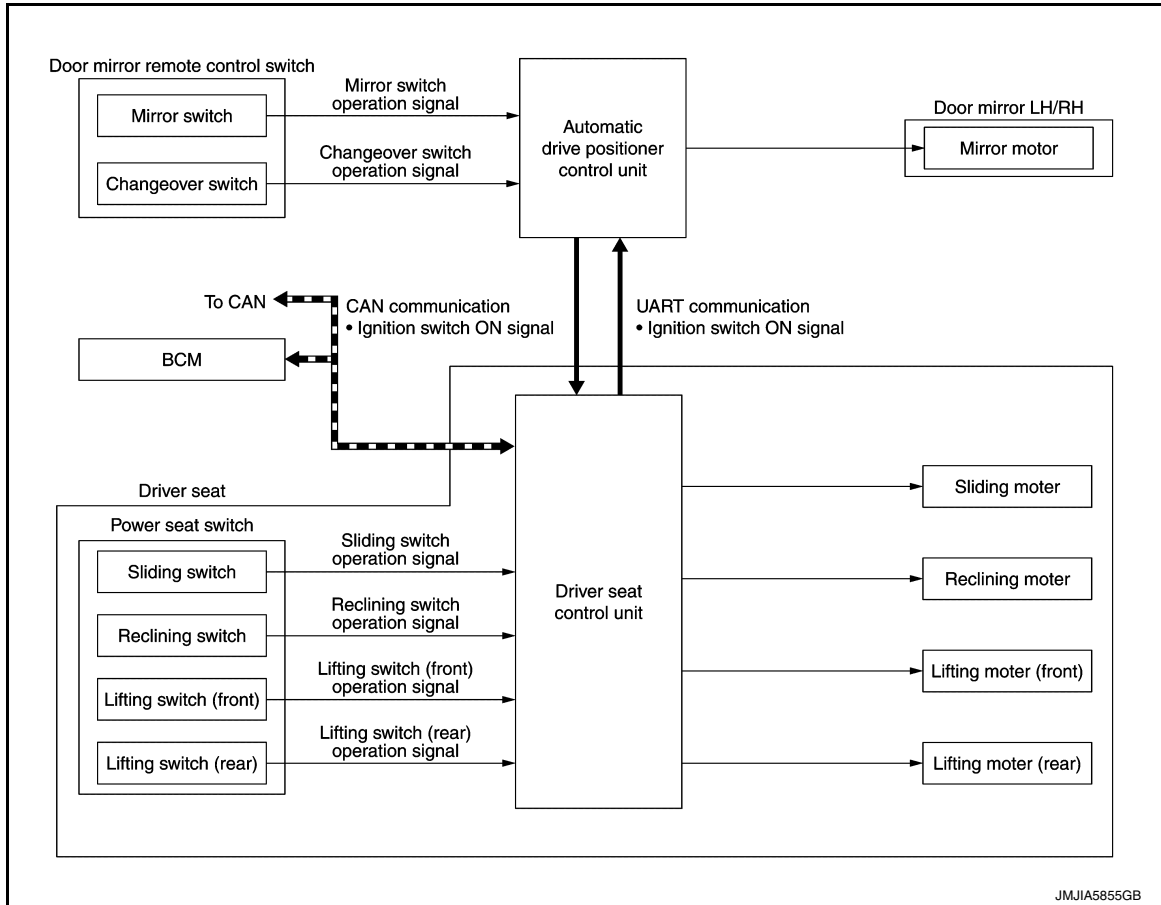 Door mirror remote control switch
Mirror switch
Changeover switch
Mirror switch
operation signal
Changeover switch
operation signal
Automatic
drive positioner
control unit
Door mirror LH/RH
Mirror motor
To CAN
BCM
CAN communication
• Ignition switch ON signal
UART communication
• Ignition switch ON signal
Driver seat
Power seat switch
Sliding switch
Reclining switch
Lifting switch (front)
Lifting switch (rear)
Sliding switch
operation signal
Reclining switch
operation signal
Lifting switch (front)
operation signal
Lifting switch (rear)
operation signal
Driver seat
control unit
Sliding moter
Reclining moter
Lifting moter (front)
Lifting moter (rear)
JMJIA5855GB